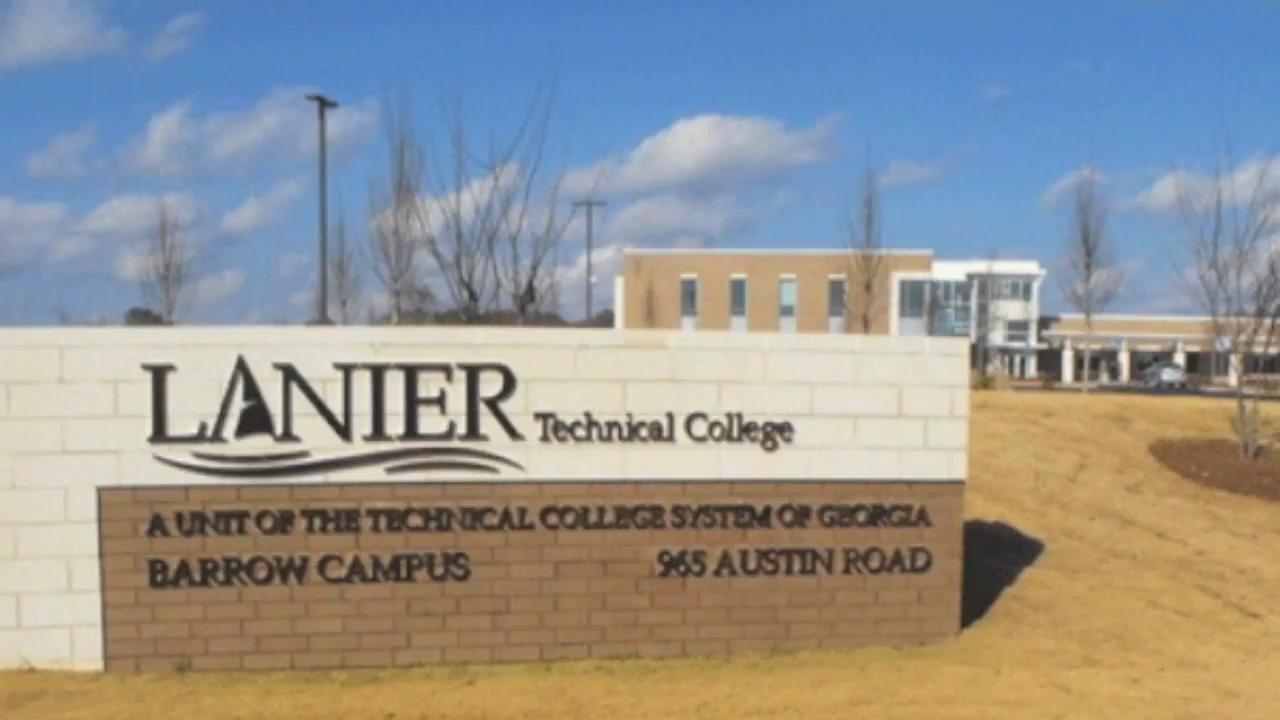 LANIER Technical College
A UNIT OF THE TECHNICAL COLLEGE SYSTEM OF GEORGIA
BARROW CAMPUS 965 AUSTIN ROAD